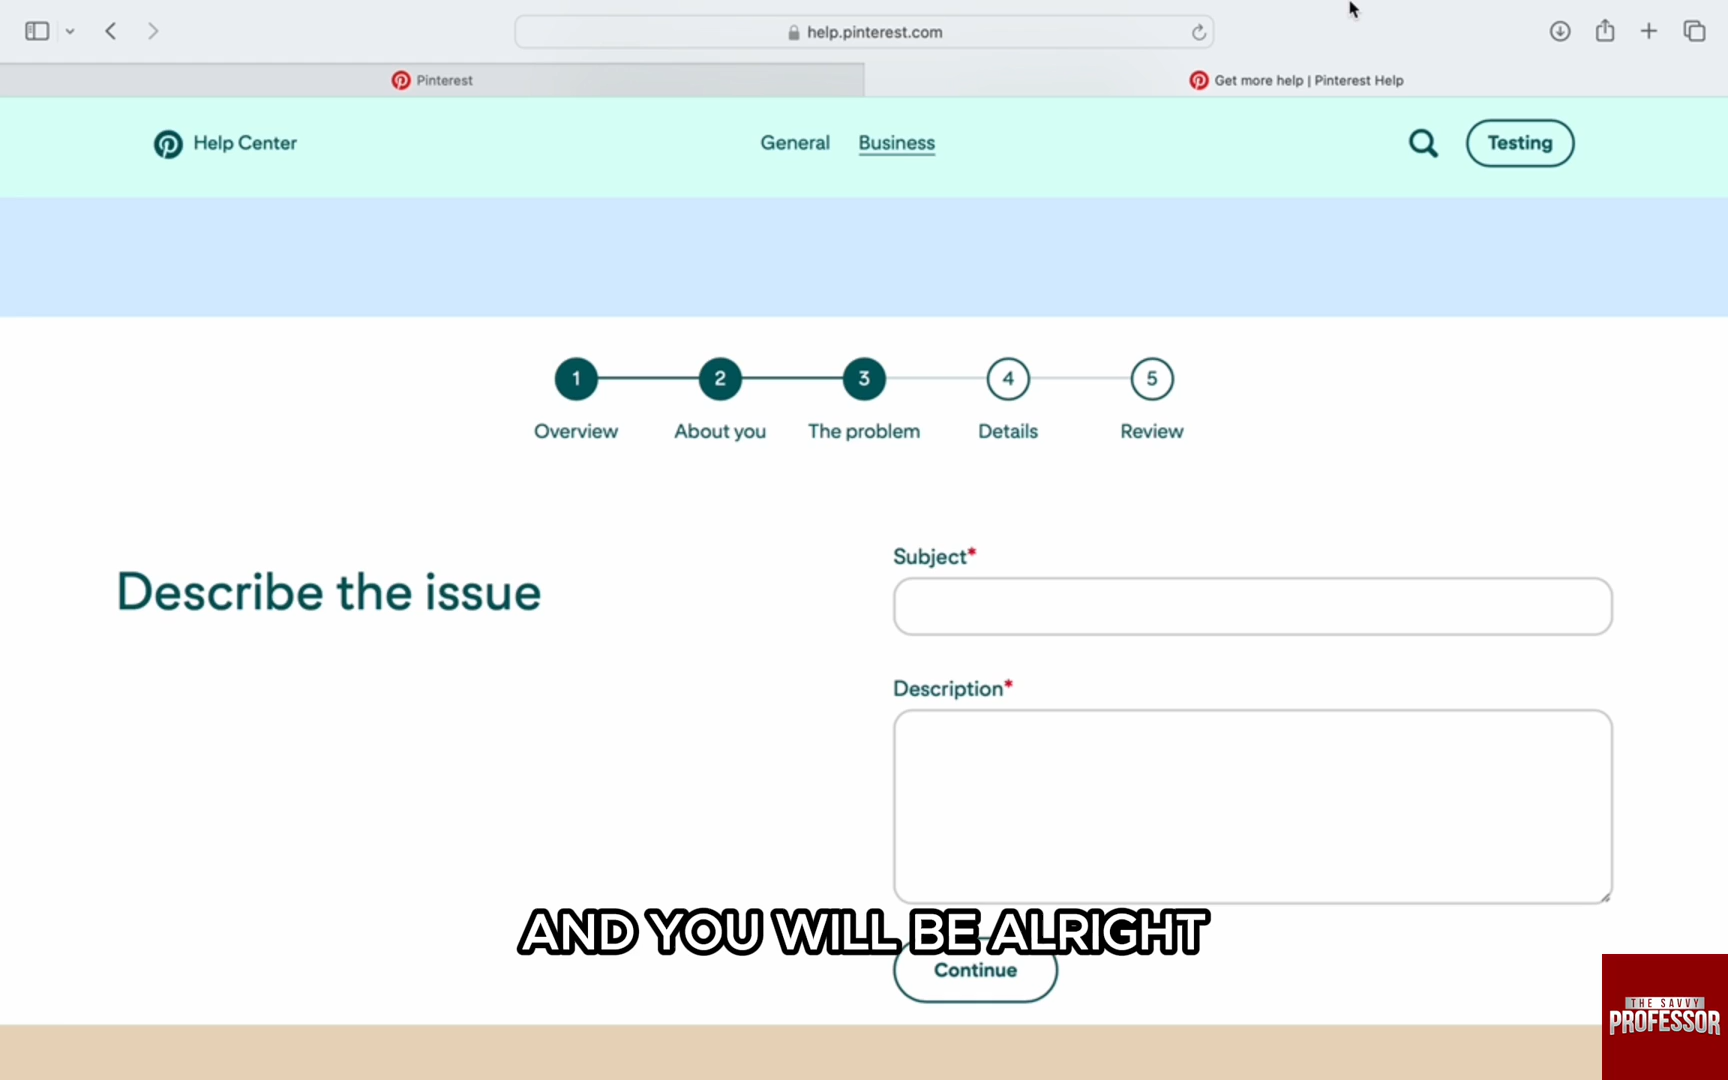 help.pinterest.com
Pinterest
Get more help | Pinterest Help
Help Center
General
Business
Testing
1
2
3
4
5
Overview
About you
The problem
Details
Review
Describe the issue
Subject*
Description*
AND YOU WILL BE ALRIGHT
Continue
THE SAVVY
PROFESSOR